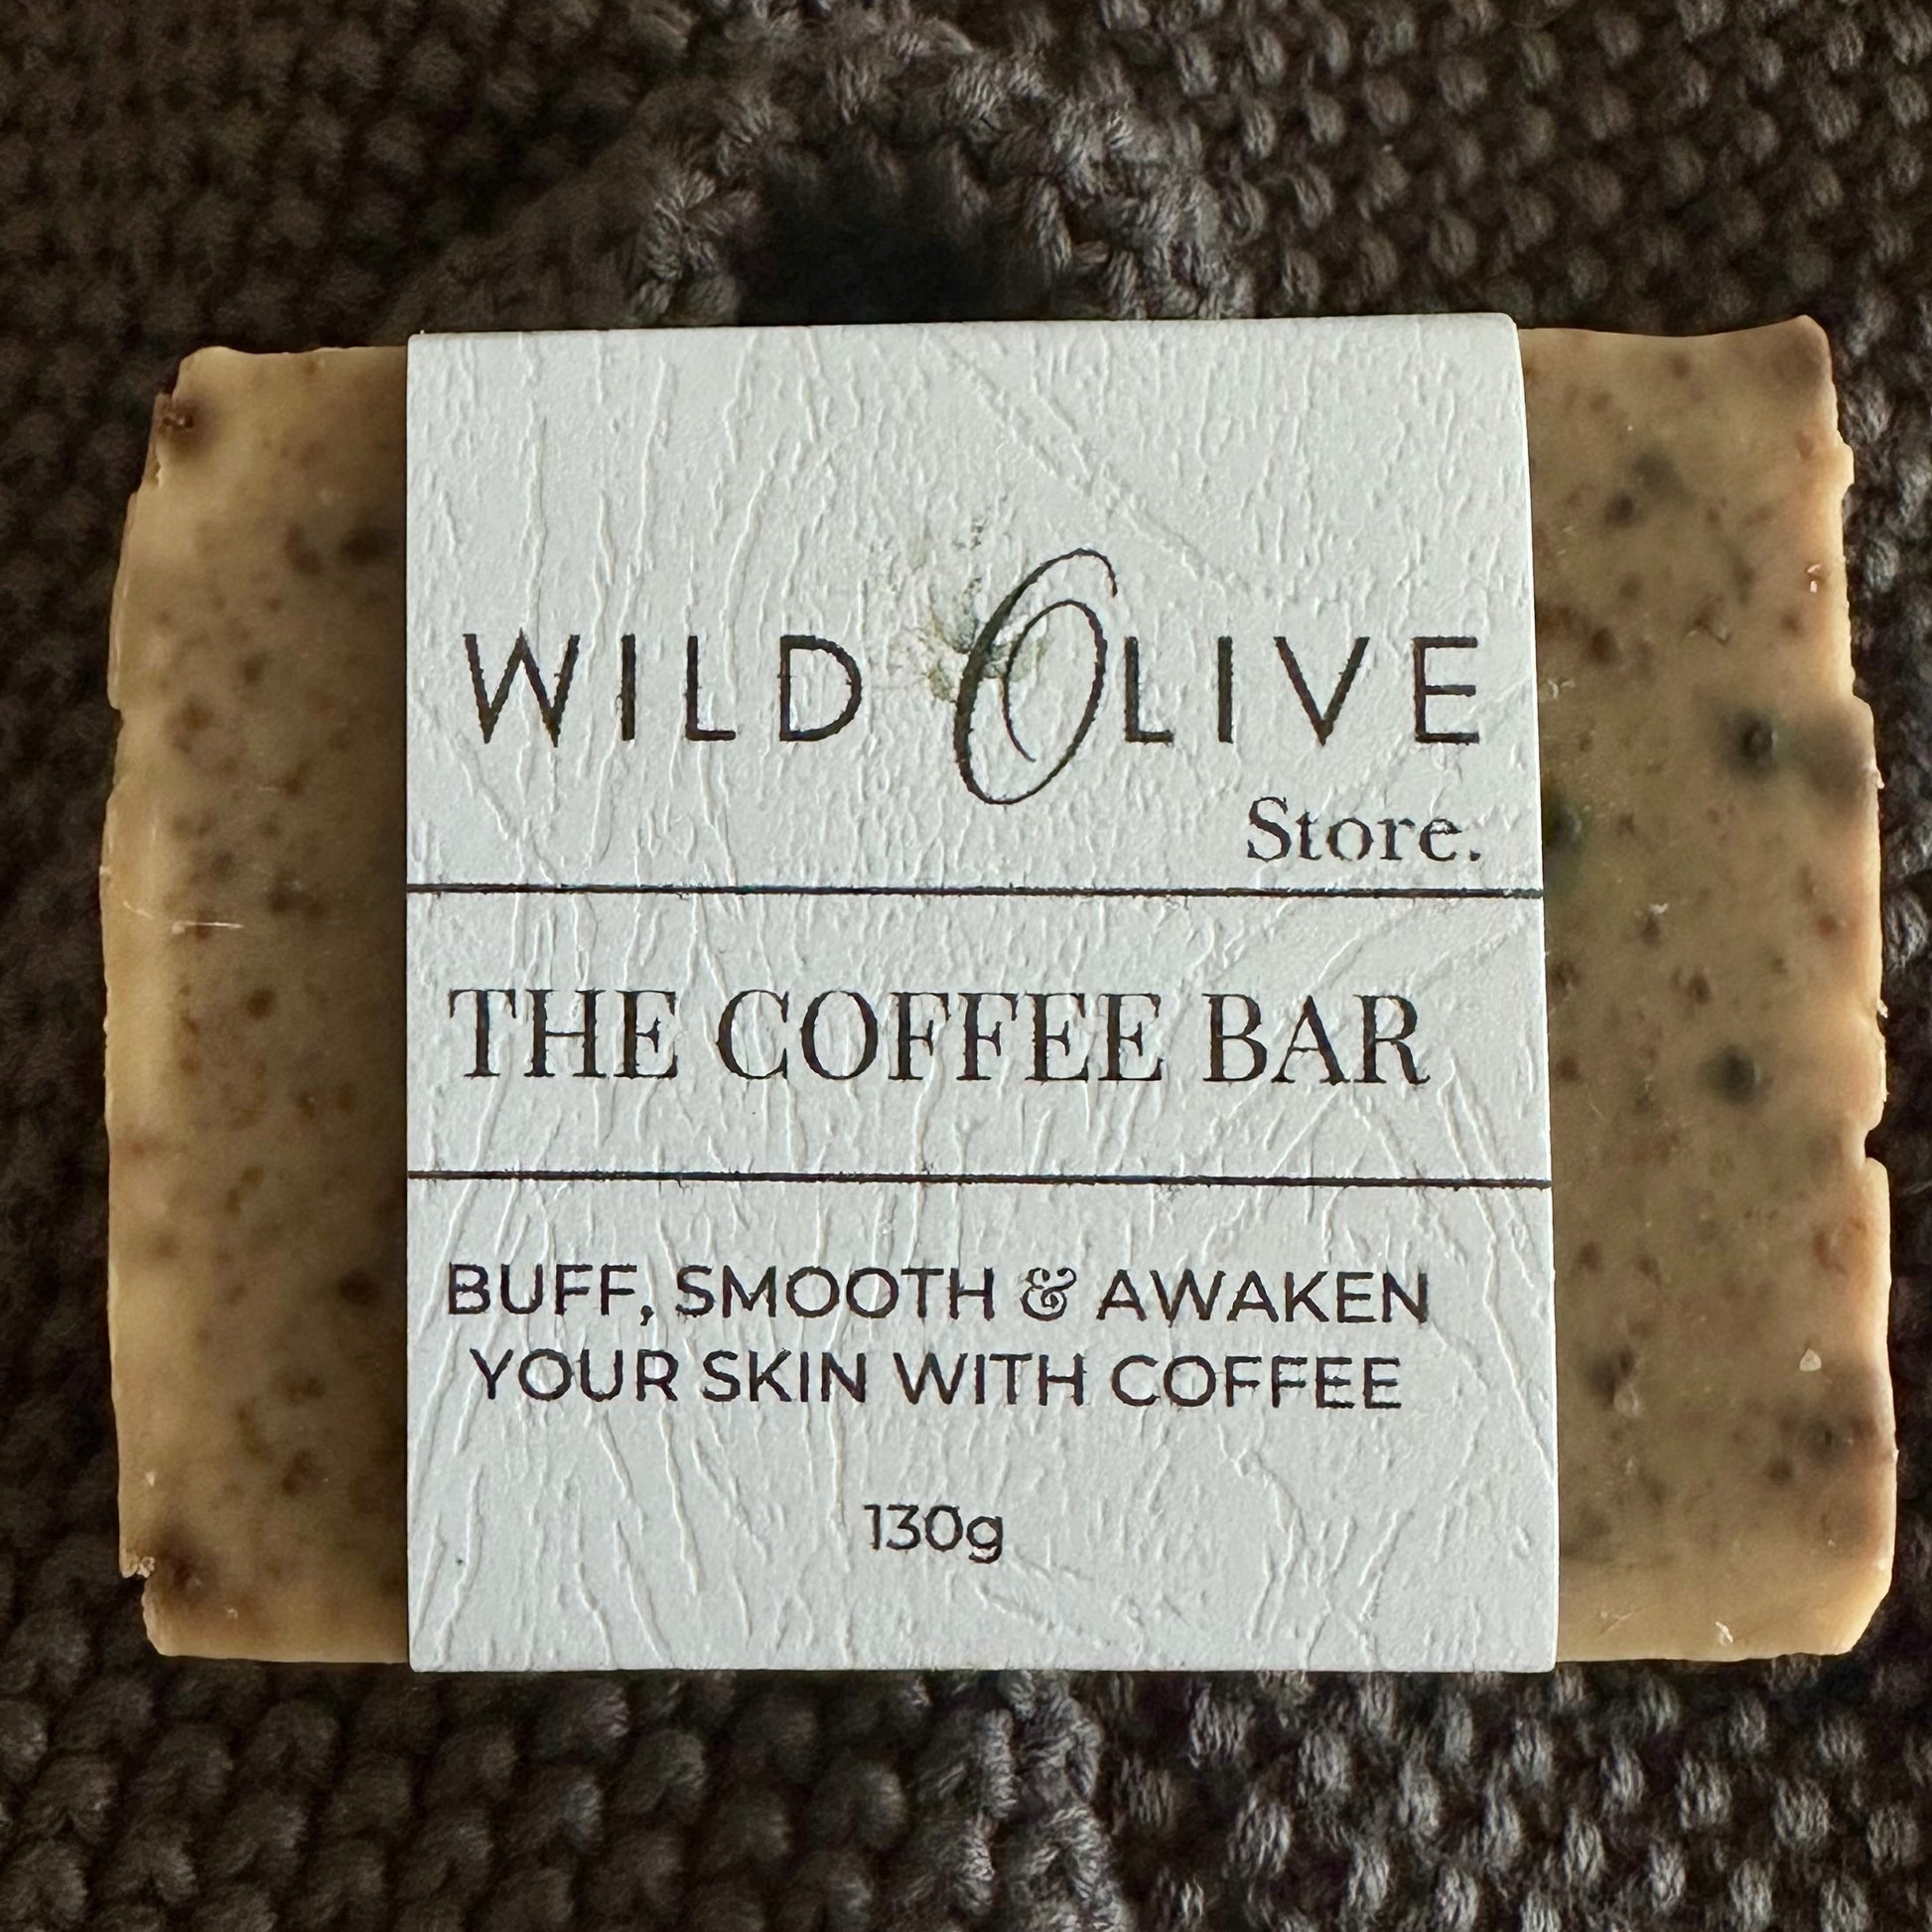 WILD OLIVE
Store.
THE COFFEE BAR
BUFF, SMOOTH & AWAKEN
YOUR SKIN WITH COFFEE
130g